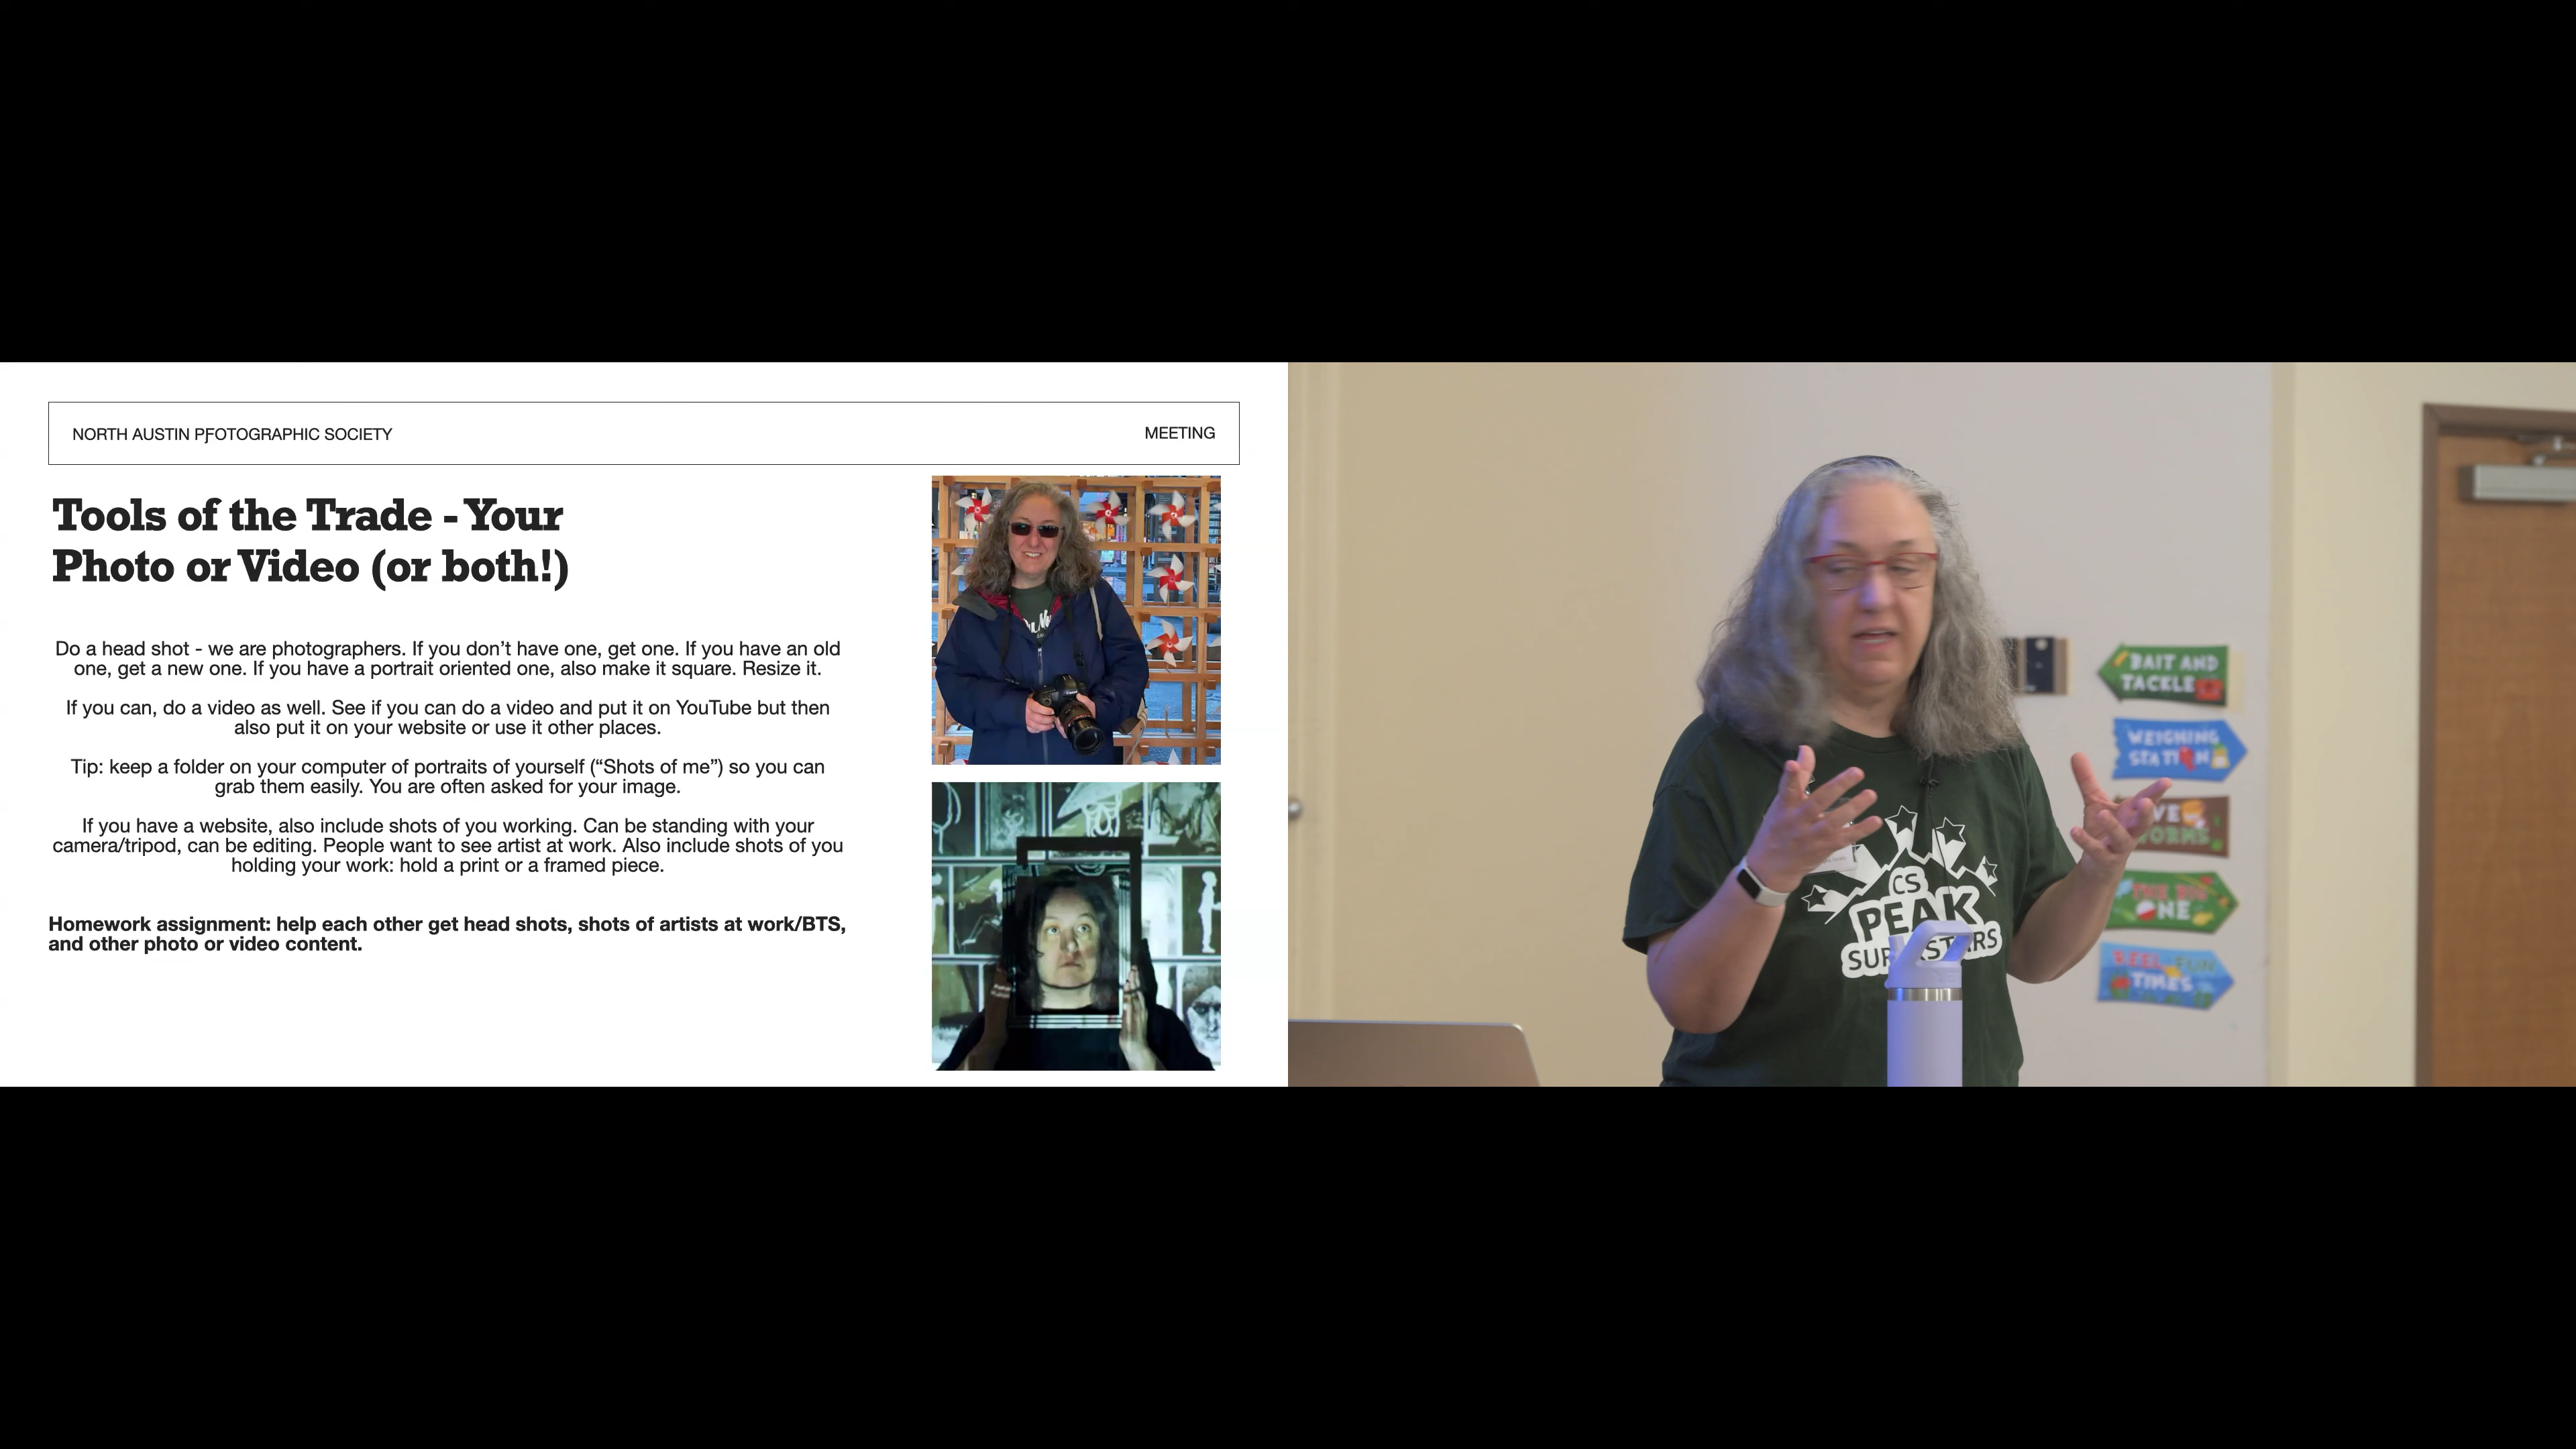 NORTH AUSTIN PFOTOGRAPHIC SOCIETY
MEETING
Tools of the Trade - Your
Photo or Video (or both!)
Do a head shot - we are photographers. If you don’t have one, get one. If you have an old
one, get a new one. If you have a portrait oriented one, also make it square. Resize it.
If you can, do a video as well. See if you can do a video and put it on YouTube but then
also put it on your website or use it other places.
Tip: keep a folder on your computer of portraits of yourself (“Shots of me”) so you can
grab them easily. You are often asked for your image.
If you have a website, also include shots of you working. Can be standing with your
camera/tripod, can be editing. People want to see artist at work. Also include shots of you
holding your work: hold a print or a framed piece.
Homework assignment: help each other get head shots, shots of artists at work/BTS,
and other photo or video content.
BAIT AND
TACKLE
WEIGHING
STATION
THE BIG
ONE
REEL FUN
TIMES
CS
PEAK